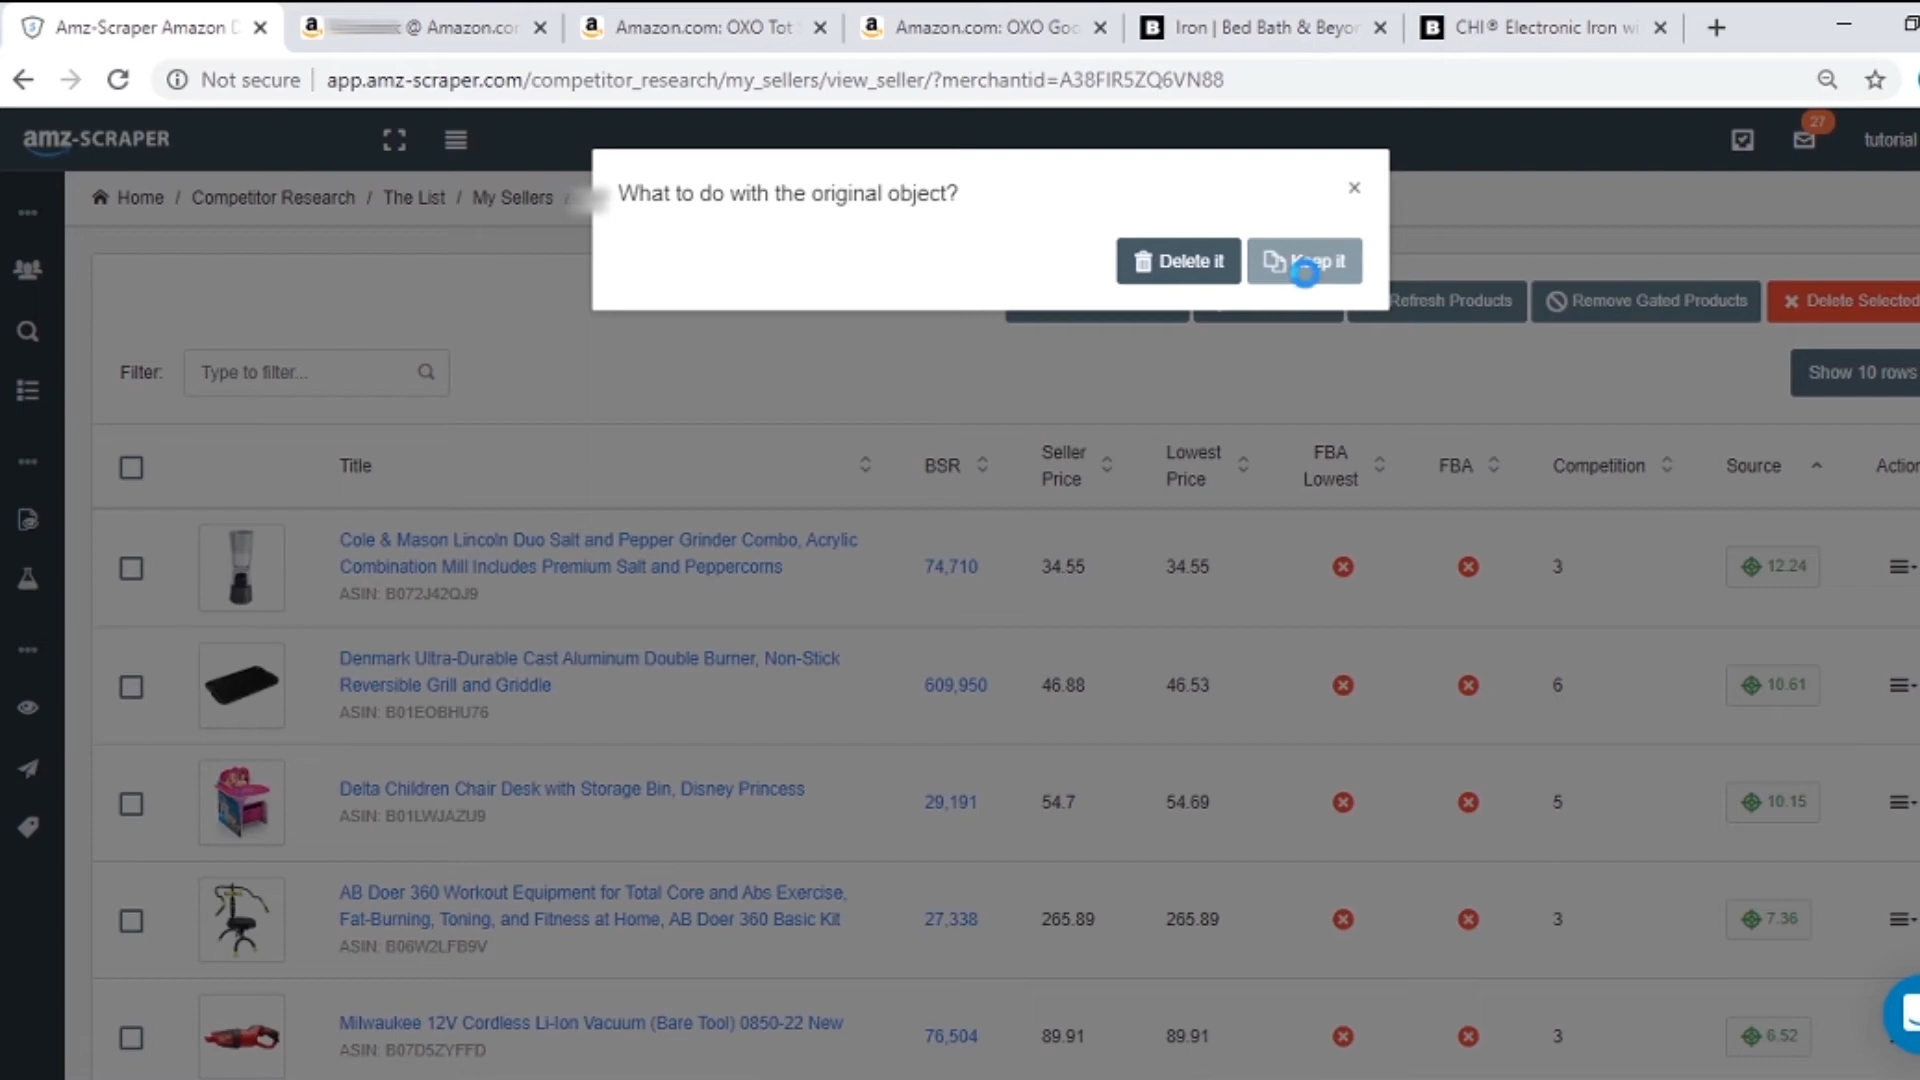 Amz-Scraper Amazon D
@ Amazon.com
Amazon.com: OXO Tot
Amazon.com: OXO Goo
B Iron | Bed Bath & Beyon
B CHI® Electronic Iron wi
Not secure | app.amz-scraper.com/competitor_research/my_sellers/view_seller/?merchantid=A38FIR5ZQ6VN88
amz-SCRAPER
27
tutorial
Home / Competitor Research / The List / My Sellers
What to do with the original object?
×
Delete it
Keep it
Refresh Products
Remove Gated Products
Delete Selected
Filter:
Type to filter...
Show 10 rows
Title
BSR
Seller Price
Lowest Price
FBA Lowest
FBA
Competition
Source
Action
Cole & Mason Lincoln Duo Salt and Pepper Grinder Combo, Acrylic
Combination Mill Includes Premium Salt and Peppercorns
ASIN: B072J42QJ9
74,710
34.55
34.55
3
12.24
Denmark Ultra-Durable Cast Aluminum Double Burner, Non-Stick
Reversible Grill and Griddle
ASIN: B01EOBHU76
609,950
46.88
46.53
6
10.61
Delta Children Chair Desk with Storage Bin, Disney Princess
ASIN: B01LWJAZU9
29,191
54.7
54.69
5
10.15
AB Doer 360 Workout Equipment for Total Core and Abs Exercise,
Fat-Burning, Toning, and Fitness at Home, AB Doer 360 Basic Kit
ASIN: B06W2LFB9V
27,338
265.89
265.89
3
7.36
Milwaukee 12V Cordless Li-Ion Vacuum (Bare Tool) 0850-22 New
ASIN: B07D5ZYFFD
76,504
89.91
89.91
3
6.52